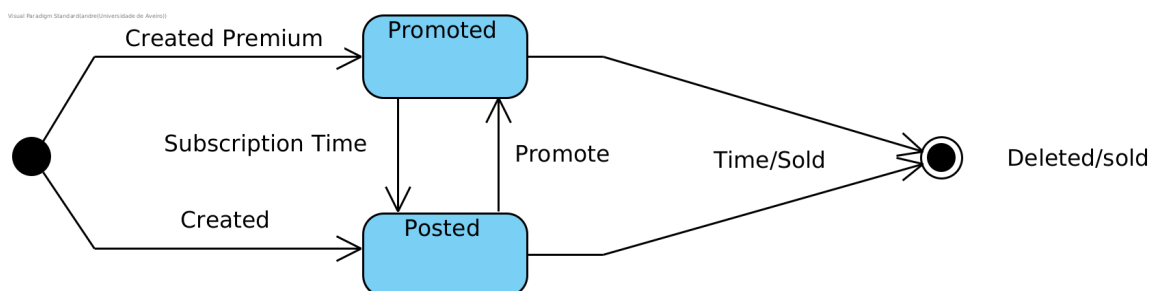 Visual Paradigm Standard(andre(Universidade de Aveiro))
Promoted
Created Premium
Subscription Time
Promote
Time/Sold
Deleted/sold
Created
Posted